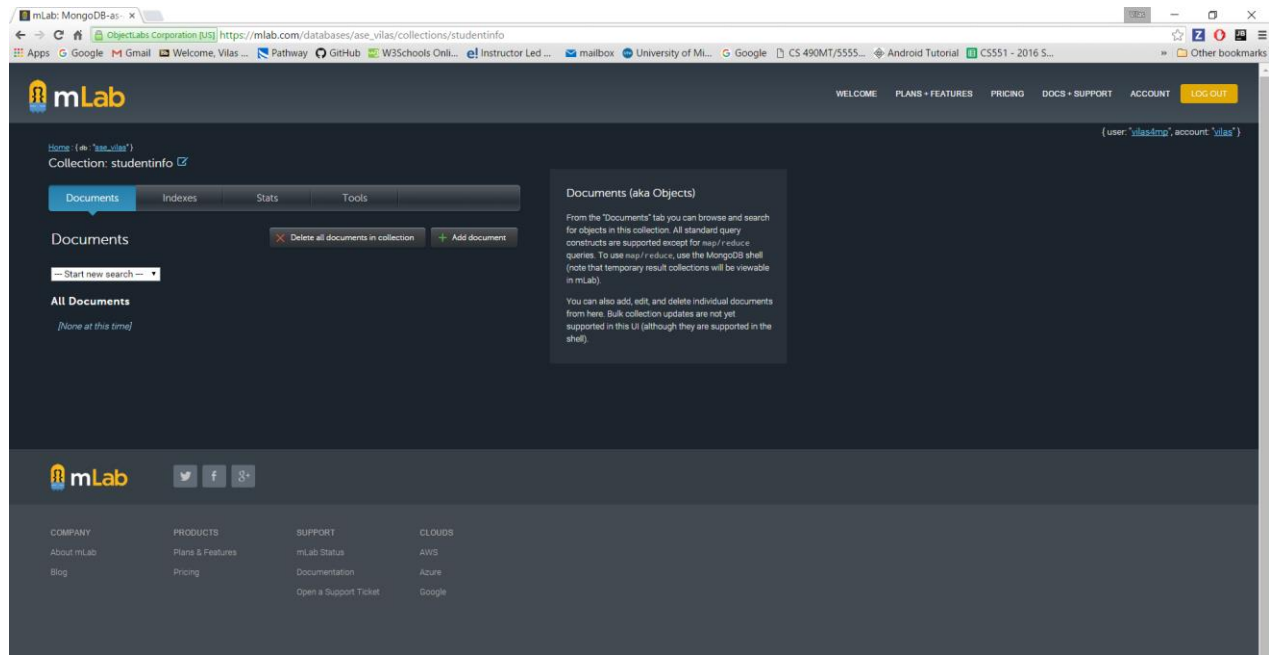 mLab: MongoDB-as-
ObjectLabs Corporation [US] https://mlab.com/databases/ase_vilas/collections/studentinfo
Apps Google Gmail Welcome, Vilas ... Pathway GitHub W3Schools Onli... Instructor Led ... mailbox University of Mi... Google CS 490MT/5555... Android Tutorial CS551 - 2016 S... » Other bookmarks
mLab
WELCOME PLANS + FEATURES PRICING DOCS + SUPPORT ACCOUNT LOG OUT
{ user: "vilas4mp", account: "vilas" }
Home : { db : "ase_vilas" }
Collection: studentinfo
Documents Indexes Stats Tools
Documents
Delete all documents in collection
+ Add document
-- Start new search --
All Documents
[None at this time]
Documents (aka Objects)
From the "Documents" tab you can browse and search
for objects in this collection. All standard query
constructs are supported except for map/reduce
queries. To use map/reduce, use the MongoDB shell
(note that temporary result collections will be viewable
in mLab).
You can also add, edit, and delete individual documents
from here. Bulk collection updates are not yet
supported in this UI (although they are supported in the
shell).
mLab
COMPANY PRODUCTS SUPPORT CLOUDS
About mLab Plans & Features mLab Status AWS
Blog Pricing Documentation Azure
Open a Support Ticket Google